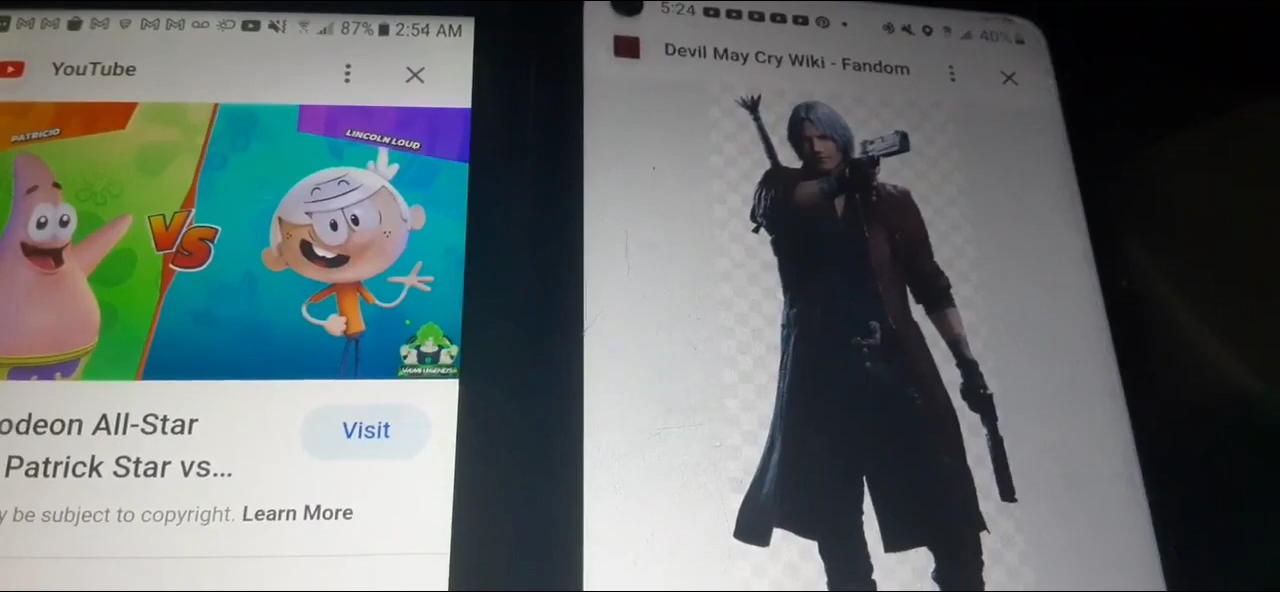 87% 2:54 AM
YouTube
PATRICIO
VS
LINCOLN LOUD
odeon All-Star
Patrick Star vs...
Visit
y be subject to copyright. Learn More
5:24
40%
Devil May Cry Wiki - Fandom